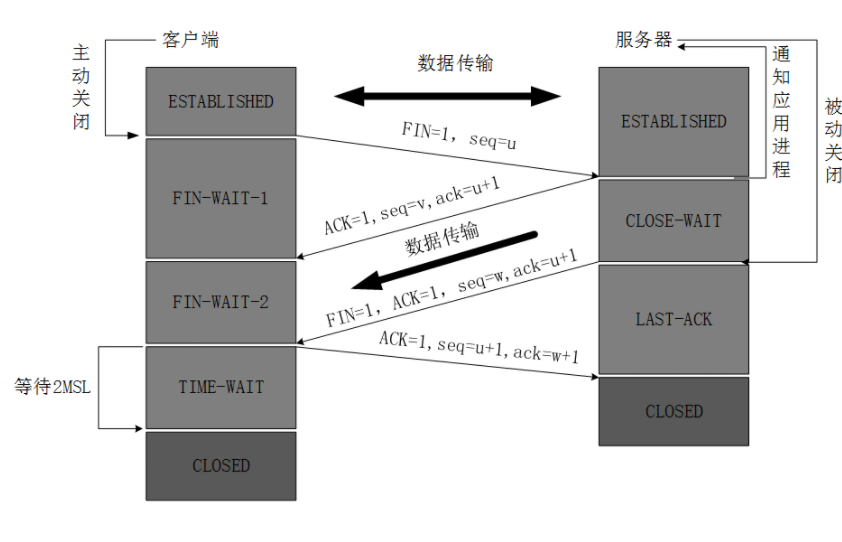 客户端
服务器
主动关闭
数据传输
通知应用进程
被动关闭
ESTABLISHED
ESTABLISHED
FIN=1, seq=u
FIN-WAIT-1
ACK=1,seq=v,ack=u+1
CLOSE-WAIT
数据传输
FIN-WAIT-2
FIN=1, ACK=1, seq=w,ack=u+1
LAST-ACK
ACK=1,seq=u+1,ack=w+1
等待2MSL
TIME-WAIT
CLOSED
CLOSED